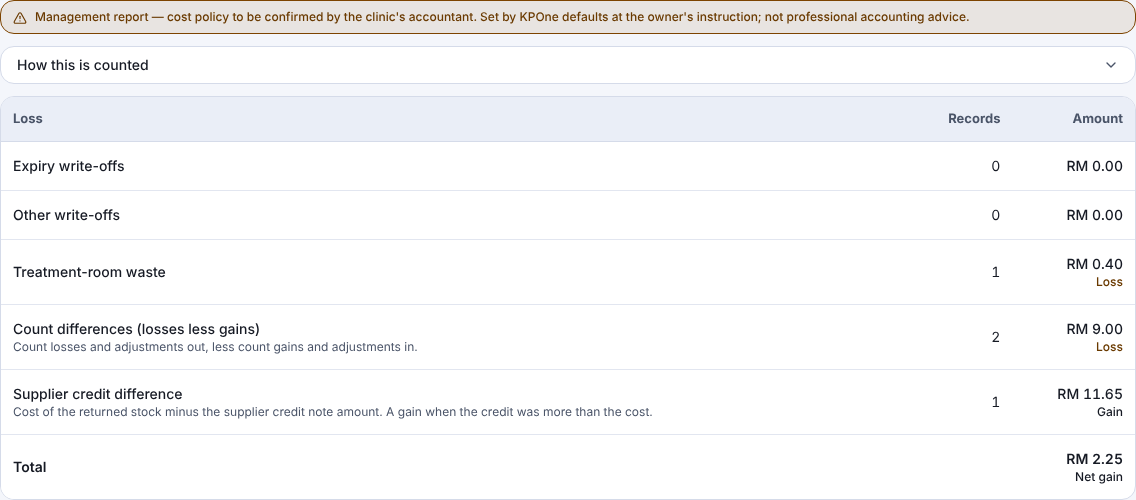 Management report — cost policy to be confirmed by the clinic's accountant. Set by KPOne defaults at the owner's instruction; not professional accounting advice.
How this is counted
Loss Records Amount
Expiry write-offs 0 RM 0.00
Other write-offs 0 RM 0.00
Treatment-room waste 1 RM 0.40
Loss
Count differences (losses less gains) 2 RM 9.00
Count losses and adjustments out, less count gains and adjustments in. Loss
Supplier credit difference 1 RM 11.65
Cost of the returned stock minus the supplier credit note amount. A gain when the credit was more than the cost. Gain
Total RM 2.25
Net gain